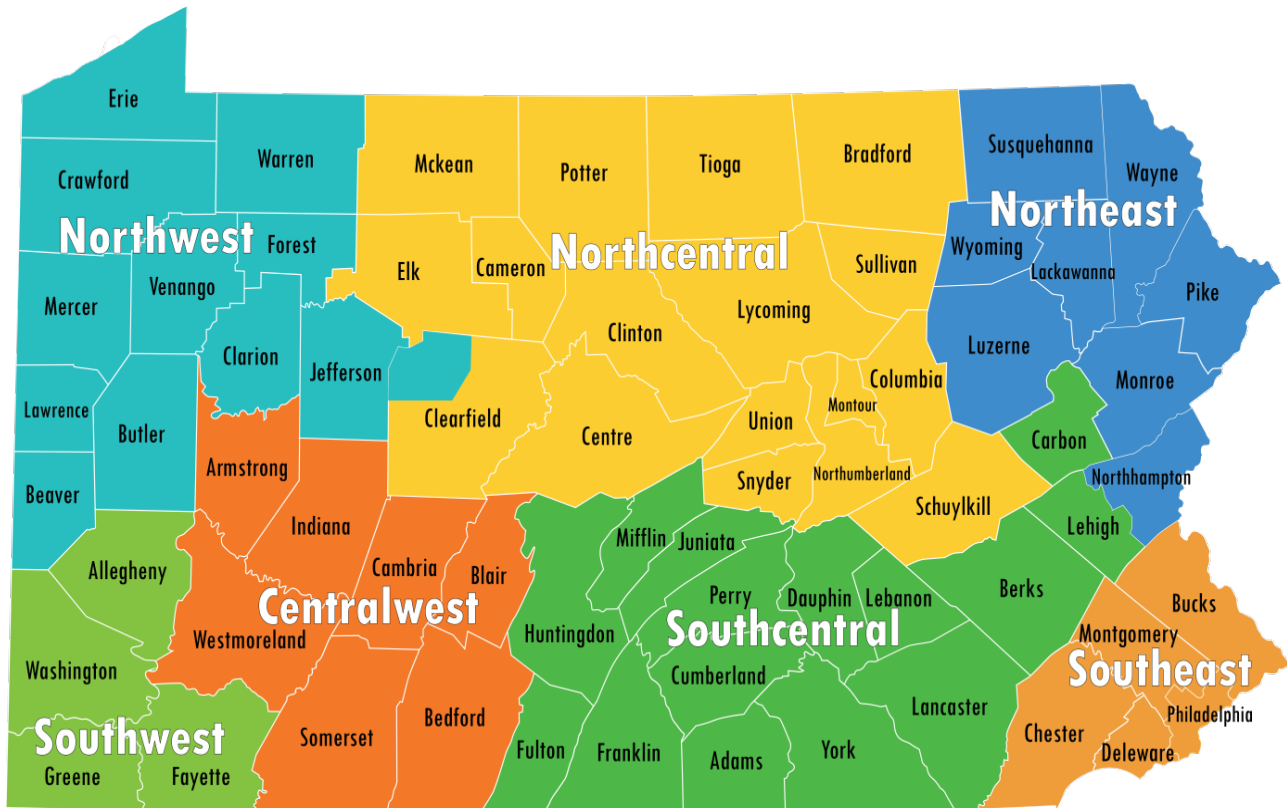 Erie
Warren
Mckean
Potter
Tioga
Bradford
Susquehanna
Wayne
Crawford
Northwest
Forest
Northcentral
Northeast
Elk
Cameron
Sullivan
Wyoming
Lackawanna
Mercer
Venango
Pike
Clinton
Lycoming
Clarion
Jefferson
Luzerne
Columbia
Monroe
Lawrence
Butler
Clearfield
Centre
Union
Montour
Carbon
Armstrong
Beaver
Snyder
Northumberland
Northhampton
Indiana
Schuylkill
Lehigh
Mifflin
Juniata
Allegheny
Cambria
Blair
Centralwest
Perry
Dauphin
Lebanon
Berks
Bucks
Westmoreland
Huntingdon
Southcentral
Montgomery
Southeast
Washington
Cumberland
Philadelphia
Southwest
Somerset
Bedford
Lancaster
Greene
Fayette
Fulton
Franklin
Adams
York
Chester
Deleware